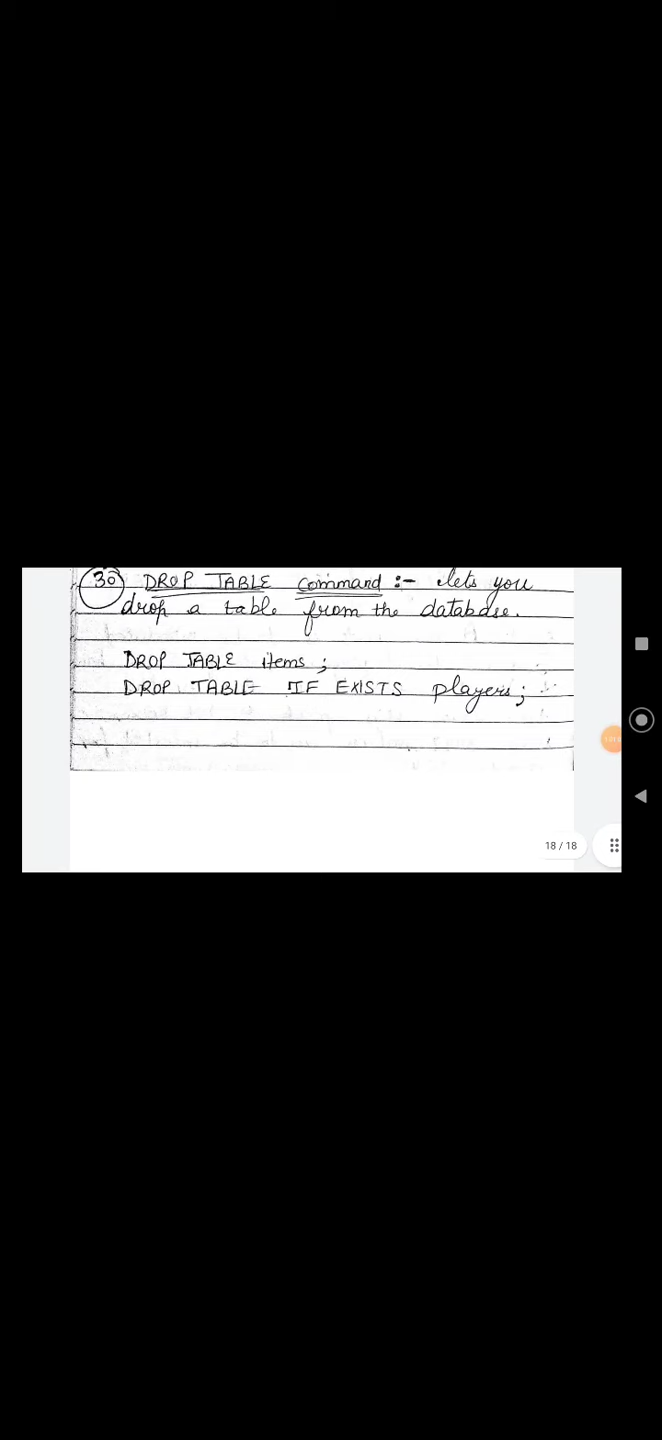 30 DROP TABLE Command :- lets you
drop a table from the database.
DROP TABLE items ;
DROP TABLE IF EXISTS players ;
18 / 18